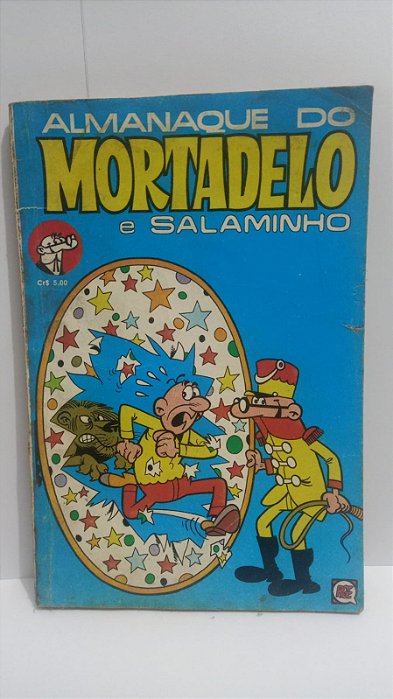 ALMANAQUE DO
MORTADELO
e SALAMINHO
Cr$ 5,00